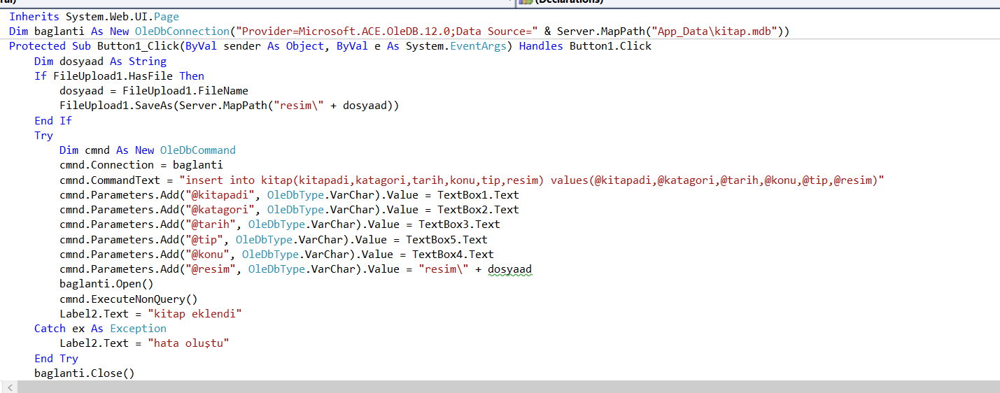 ral)
(Declarations)
Inherits System.Web.UI.Page
Dim baglanti As New OleDbConnection("Provider=Microsoft.ACE.OleDB.12.0;Data Source=" & Server.MapPath("App_Data\kitap.mdb"))
Protected Sub Button1_Click(ByVal sender As Object, ByVal e As System.EventArgs) Handles Button1.Click
Dim dosyaad As String
If FileUpload1.HasFile Then
dosyaad = FileUpload1.FileName
FileUpload1.SaveAs(Server.MapPath("resim\" + dosyaad))
End If
Try
Dim cmnd As New OleDbCommand
cmnd.Connection = baglanti
cmnd.CommandText = "insert into kitap(kitapadi,katagori,tarih,konu,tip,resim) values(@kitapadi,@katagori,@tarih,@konu,@tip,@resim)"
cmnd.Parameters.Add("@kitapadi", OleDbType.VarChar).Value = TextBox1.Text
cmnd.Parameters.Add("@katagori", OleDbType.VarChar).Value = TextBox2.Text
cmnd.Parameters.Add("@tarih", OleDbType.VarChar).Value = TextBox3.Text
cmnd.Parameters.Add("@tip", OleDbType.VarChar).Value = TextBox5.Text
cmnd.Parameters.Add("@konu", OleDbType.VarChar).Value = TextBox4.Text
cmnd.Parameters.Add("@resim", OleDbType.VarChar).Value = "resim\" + dosyaad
baglanti.Open()
cmnd.ExecuteNonQuery()
Label2.Text = "kitap eklendi"
Catch ex As Exception
Label2.Text = "hata oluştu"
End Try
baglanti.Close()